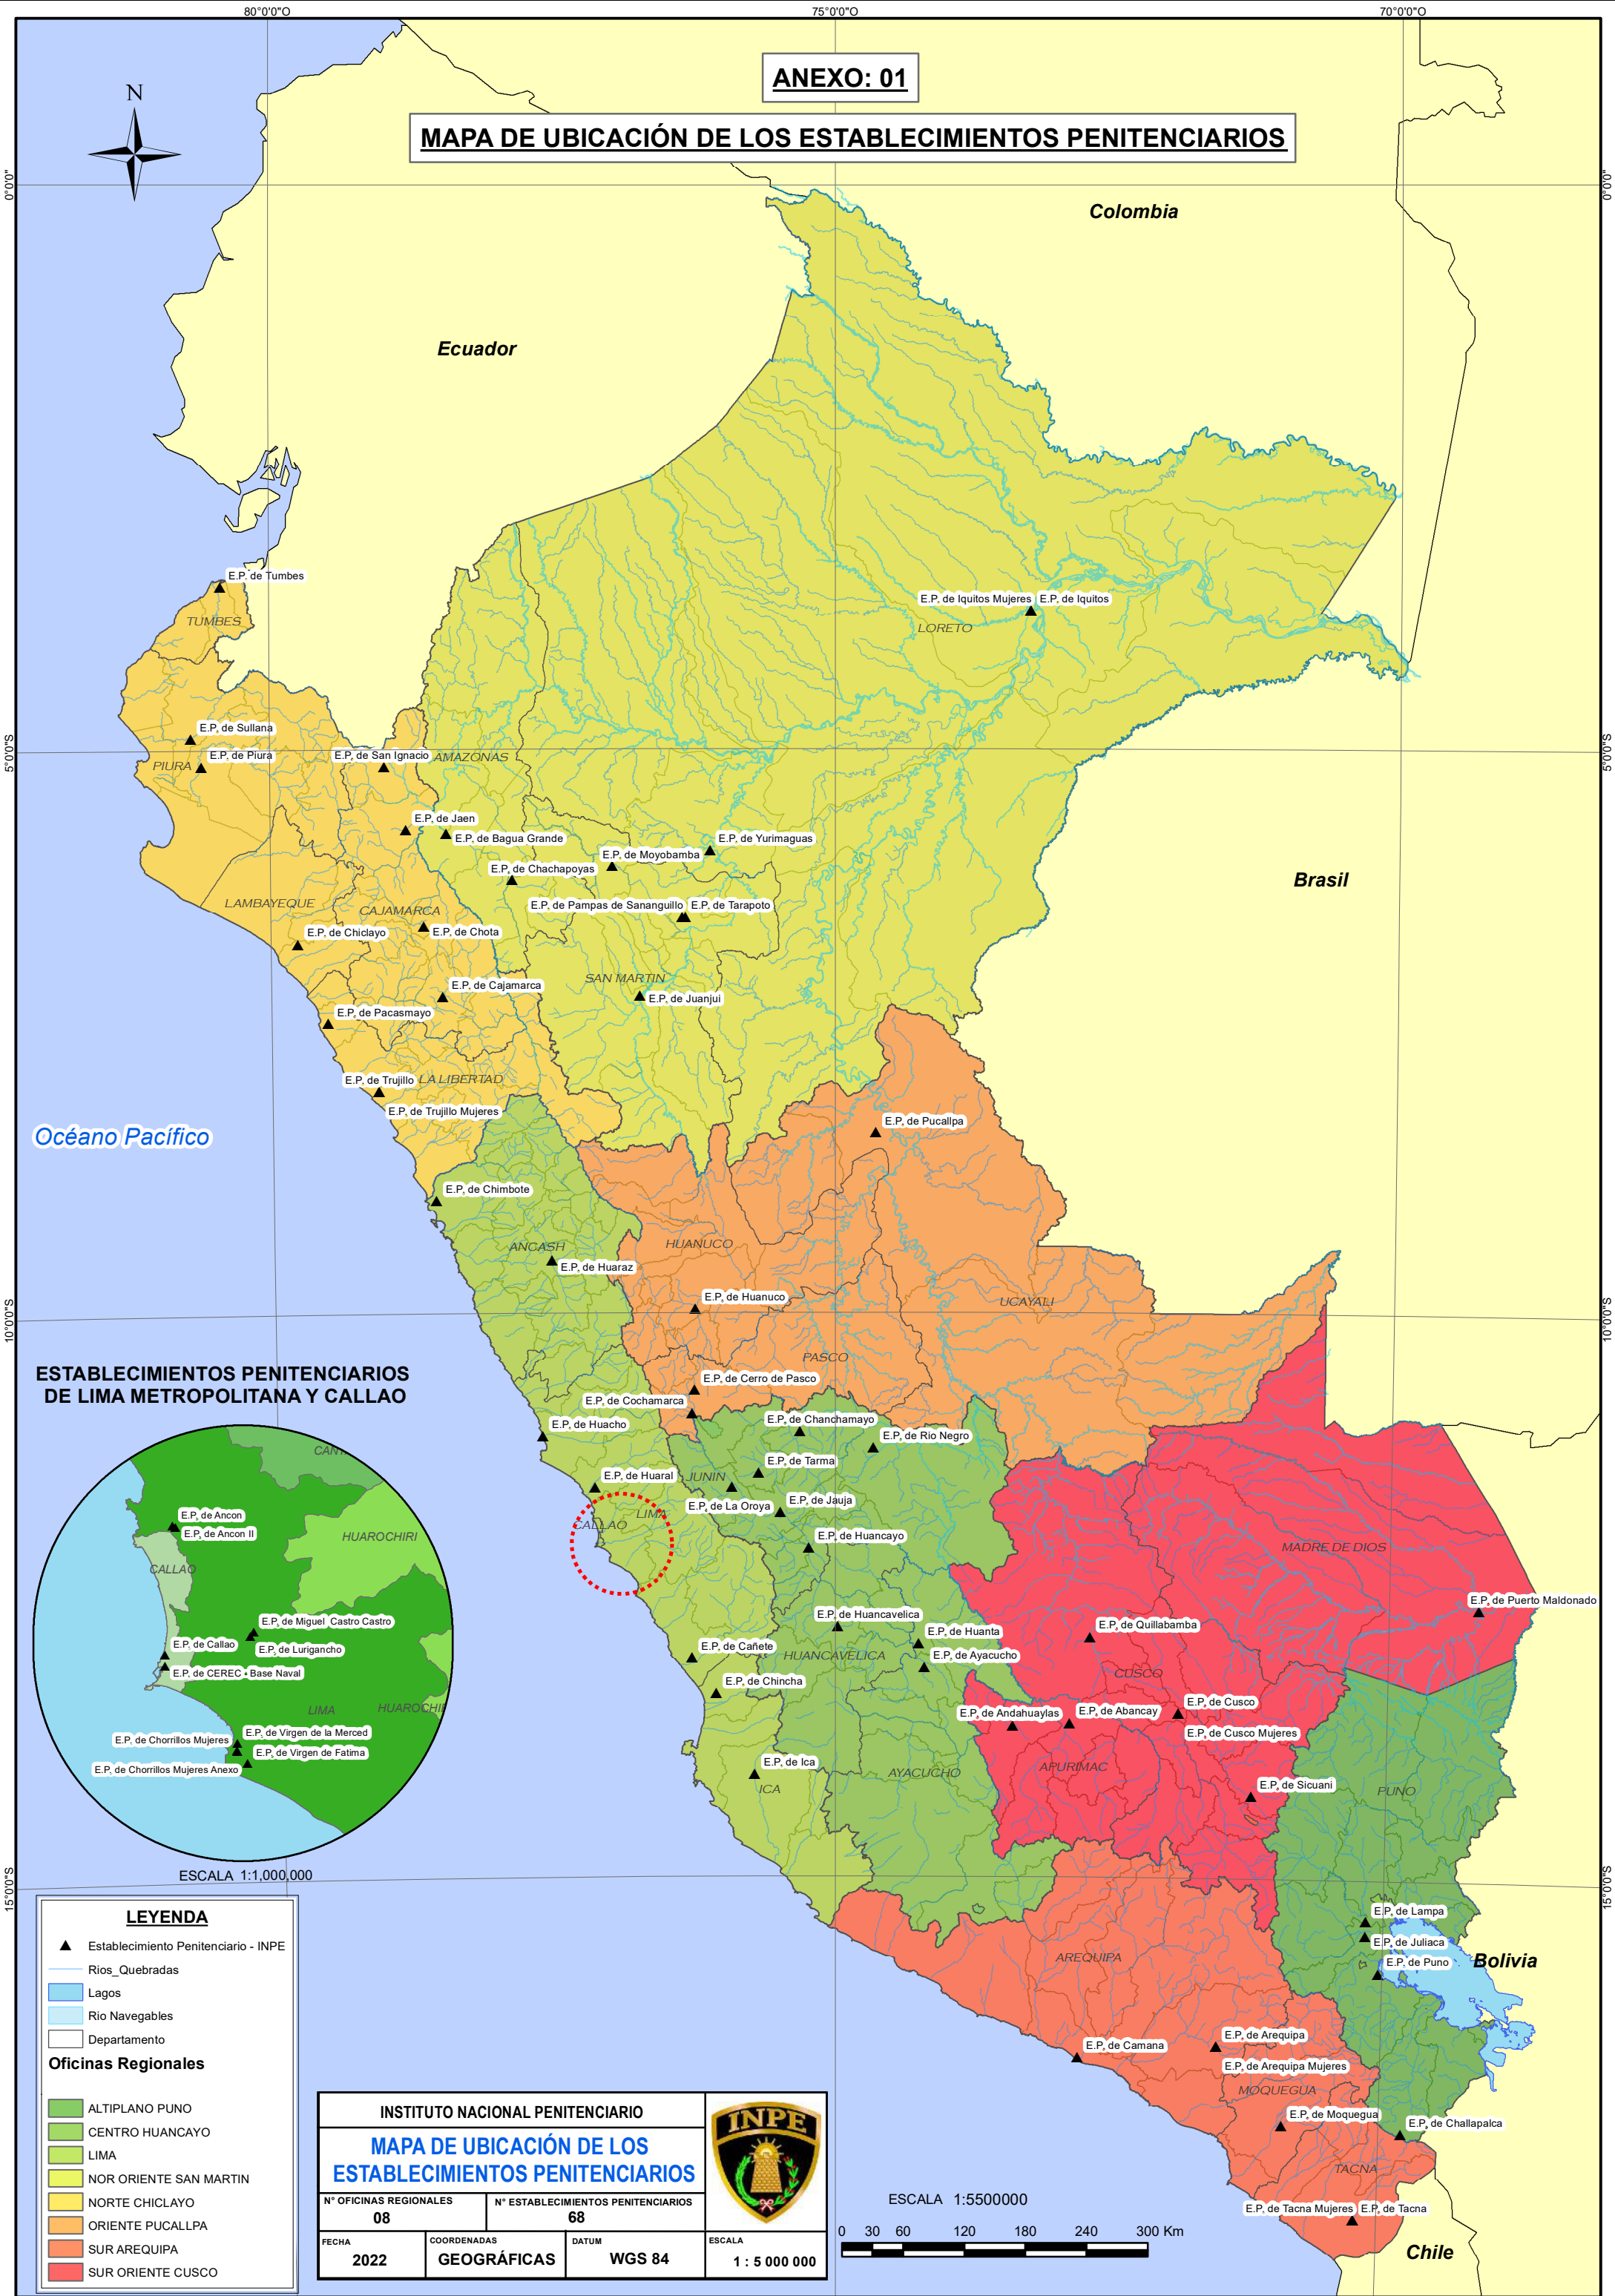 80°0'0"O
75°0'0"O
70°0'0"O
ANEXO: 01
N
MAPA DE UBICACIÓN DE LOS ESTABLECIMIENTOS PENITENCIARIOS
0°0'0"
0°0'0"
Colombia
Ecuador
E.P. de Tumbes
TUMBES
E.P. de Iquitos Mujeres
E.P. de Iquitos
LORETO
E.P. de Sullana
5°0'0"S
5°0'0"S
E.P. de Piura
PIURA
E.P. de San Ignacio
AMAZONAS
E.P. de Jaen
E.P. de Bagua Grande
E.P. de Yurimaguas
E.P. de Moyobamba
E.P. de Chachapoyas
Brasil
LAMBAYEQUE
CAJAMARCA
E.P. de Pampas de Sananguillo
E.P. de Tarapoto
E.P. de Chiclayo
E.P. de Chota
SAN MARTIN
E.P. de Cajamarca
E.P. de Juanjui
E.P. de Pacasmayo
E.P. de Trujillo
LA LIBERTAD
E.P. de Trujillo Mujeres
E.P. de Pucallpa
Océano Pacífico
E.P. de Chimbote
ANCASH
HUANUCO
E.P. de Huaraz
E.P. de Huanuco
UCAYALI
10°0'0"S
10°0'0"S
PASCO
E.P. de Cerro de Pasco
E.P. de Cochamarca
E.P. de Huacho
E.P. de Chanchamayo
E.P. de Rio Negro
E.P. de Huaral
JUNIN
E.P. de Tarma
E.P. de La Oroya
E.P. de Jauja
LIMA
CALLAO
E.P. de Huancayo
MADRE DE DIOS
E.P. de Puerto Maldonado
E.P. de Huancavelica
E.P. de Huanta
E.P. de Quillabamba
E.P. de Cañete
HUANCAVELICA
E.P. de Ayacucho
CUSCO
E.P. de Chincha
E.P. de Andahuaylas
E.P. de Abancay
E.P. de Cusco
E.P. de Cusco Mujeres
E.P. de Ica
ICA
AYACUCHO
APURIMAC
E.P. de Sicuani
PUNO
15°0'0"S
15°0'0"S
E.P. de Lampa
E.P. de Juliaca
E.P. de Puno
Bolivia
AREQUIPA
E.P. de Camana
E.P. de Arequipa
E.P. de Arequipa Mujeres
MOQUEGUA
E.P. de Moquegua
E.P. de Challapalca
TACNA
E.P. de Tacna Mujeres
E.P. de Tacna
Chile
ESTABLECIMIENTOS PENITENCIARIOS
DE LIMA METROPOLITANA Y CALLAO
CANT
E.P. de Ancon
E.P. de Ancon II
HUAROCHIRI
CALLAO
E.P. de Miguel Castro Castro
E.P. de Callao
E.P. de Lurigancho
E.P. de CEREC - Base Naval
LIMA
HUAROCHIR
E.P. de Chorrillos Mujeres
E.P. de Virgen de la Merced
E.P. de Virgen de Fatima
E.P. de Chorrillos Mujeres Anexo
ESCALA 1:1,000,000
LEYENDA
Establecimiento Penitenciario - INPE
Rios_Quebradas
Lagos
Rio Navegables
Departamento
Oficinas Regionales
ALTIPLANO PUNO
CENTRO HUANCAYO
LIMA
NOR ORIENTE SAN MARTIN
NORTE CHICLAYO
ORIENTE PUCALLPA
SUR AREQUIPA
SUR ORIENTE CUSCO
INSTITUTO NACIONAL PENITENCIARIO
MAPA DE UBICACIÓN DE LOS
ESTABLECIMIENTOS PENITENCIARIOS
N° OFICINAS REGIONALES
08
N° ESTABLECIMIENTOS PENITENCIARIOS
68
FECHA
2022
COORDENADAS
GEOGRÁFICAS
DATUM
WGS 84
ESCALA
1 : 5 000 000
INPE
ESCALA 1:5500000
0 30 60 120 180 240 300 Km